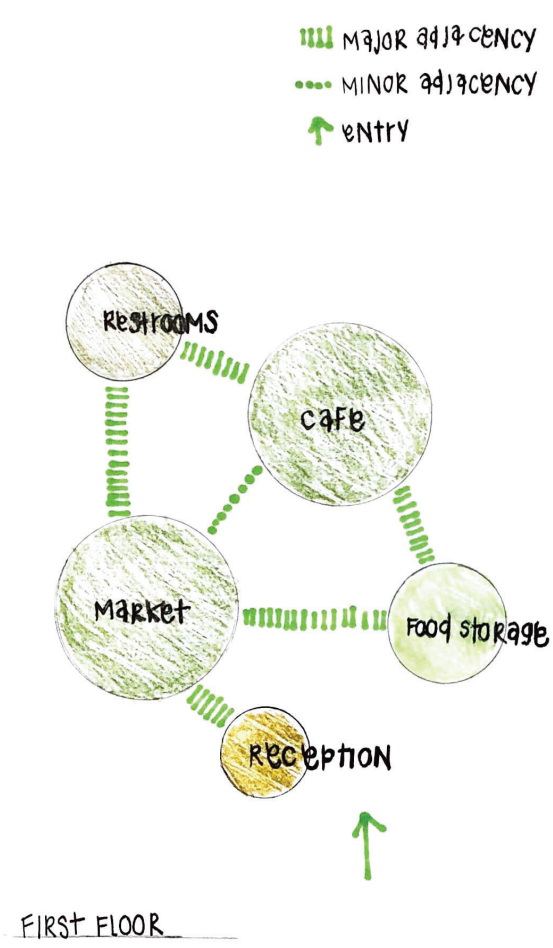 MAJOR adjaceNCY
MINOR adjaceNCY
eNtrY
ReStrooMS
cafe
Market
Food StoRage
ReceptioN
FIRSt FLOOR